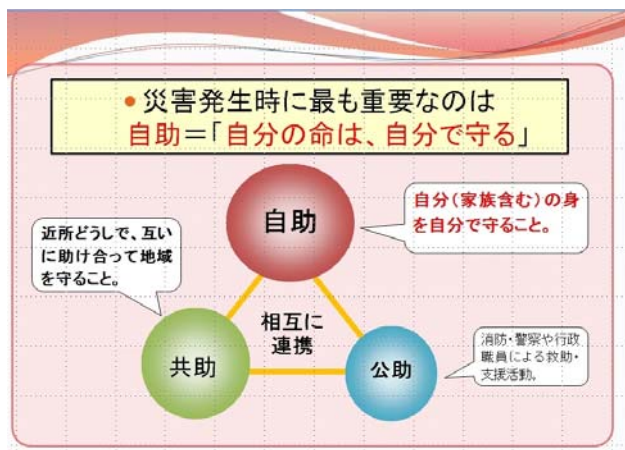 •災害発生時に最も重要なのは
自助=「自分の命は、自分で守る」
自助
自分(家族含む)の身
を自分で守ること。
近所どうしで、互い
に助け合って地域
を守ること。
相互に
連携
共助
公助
消防・警察や行政
職員による救助・
支援活動。